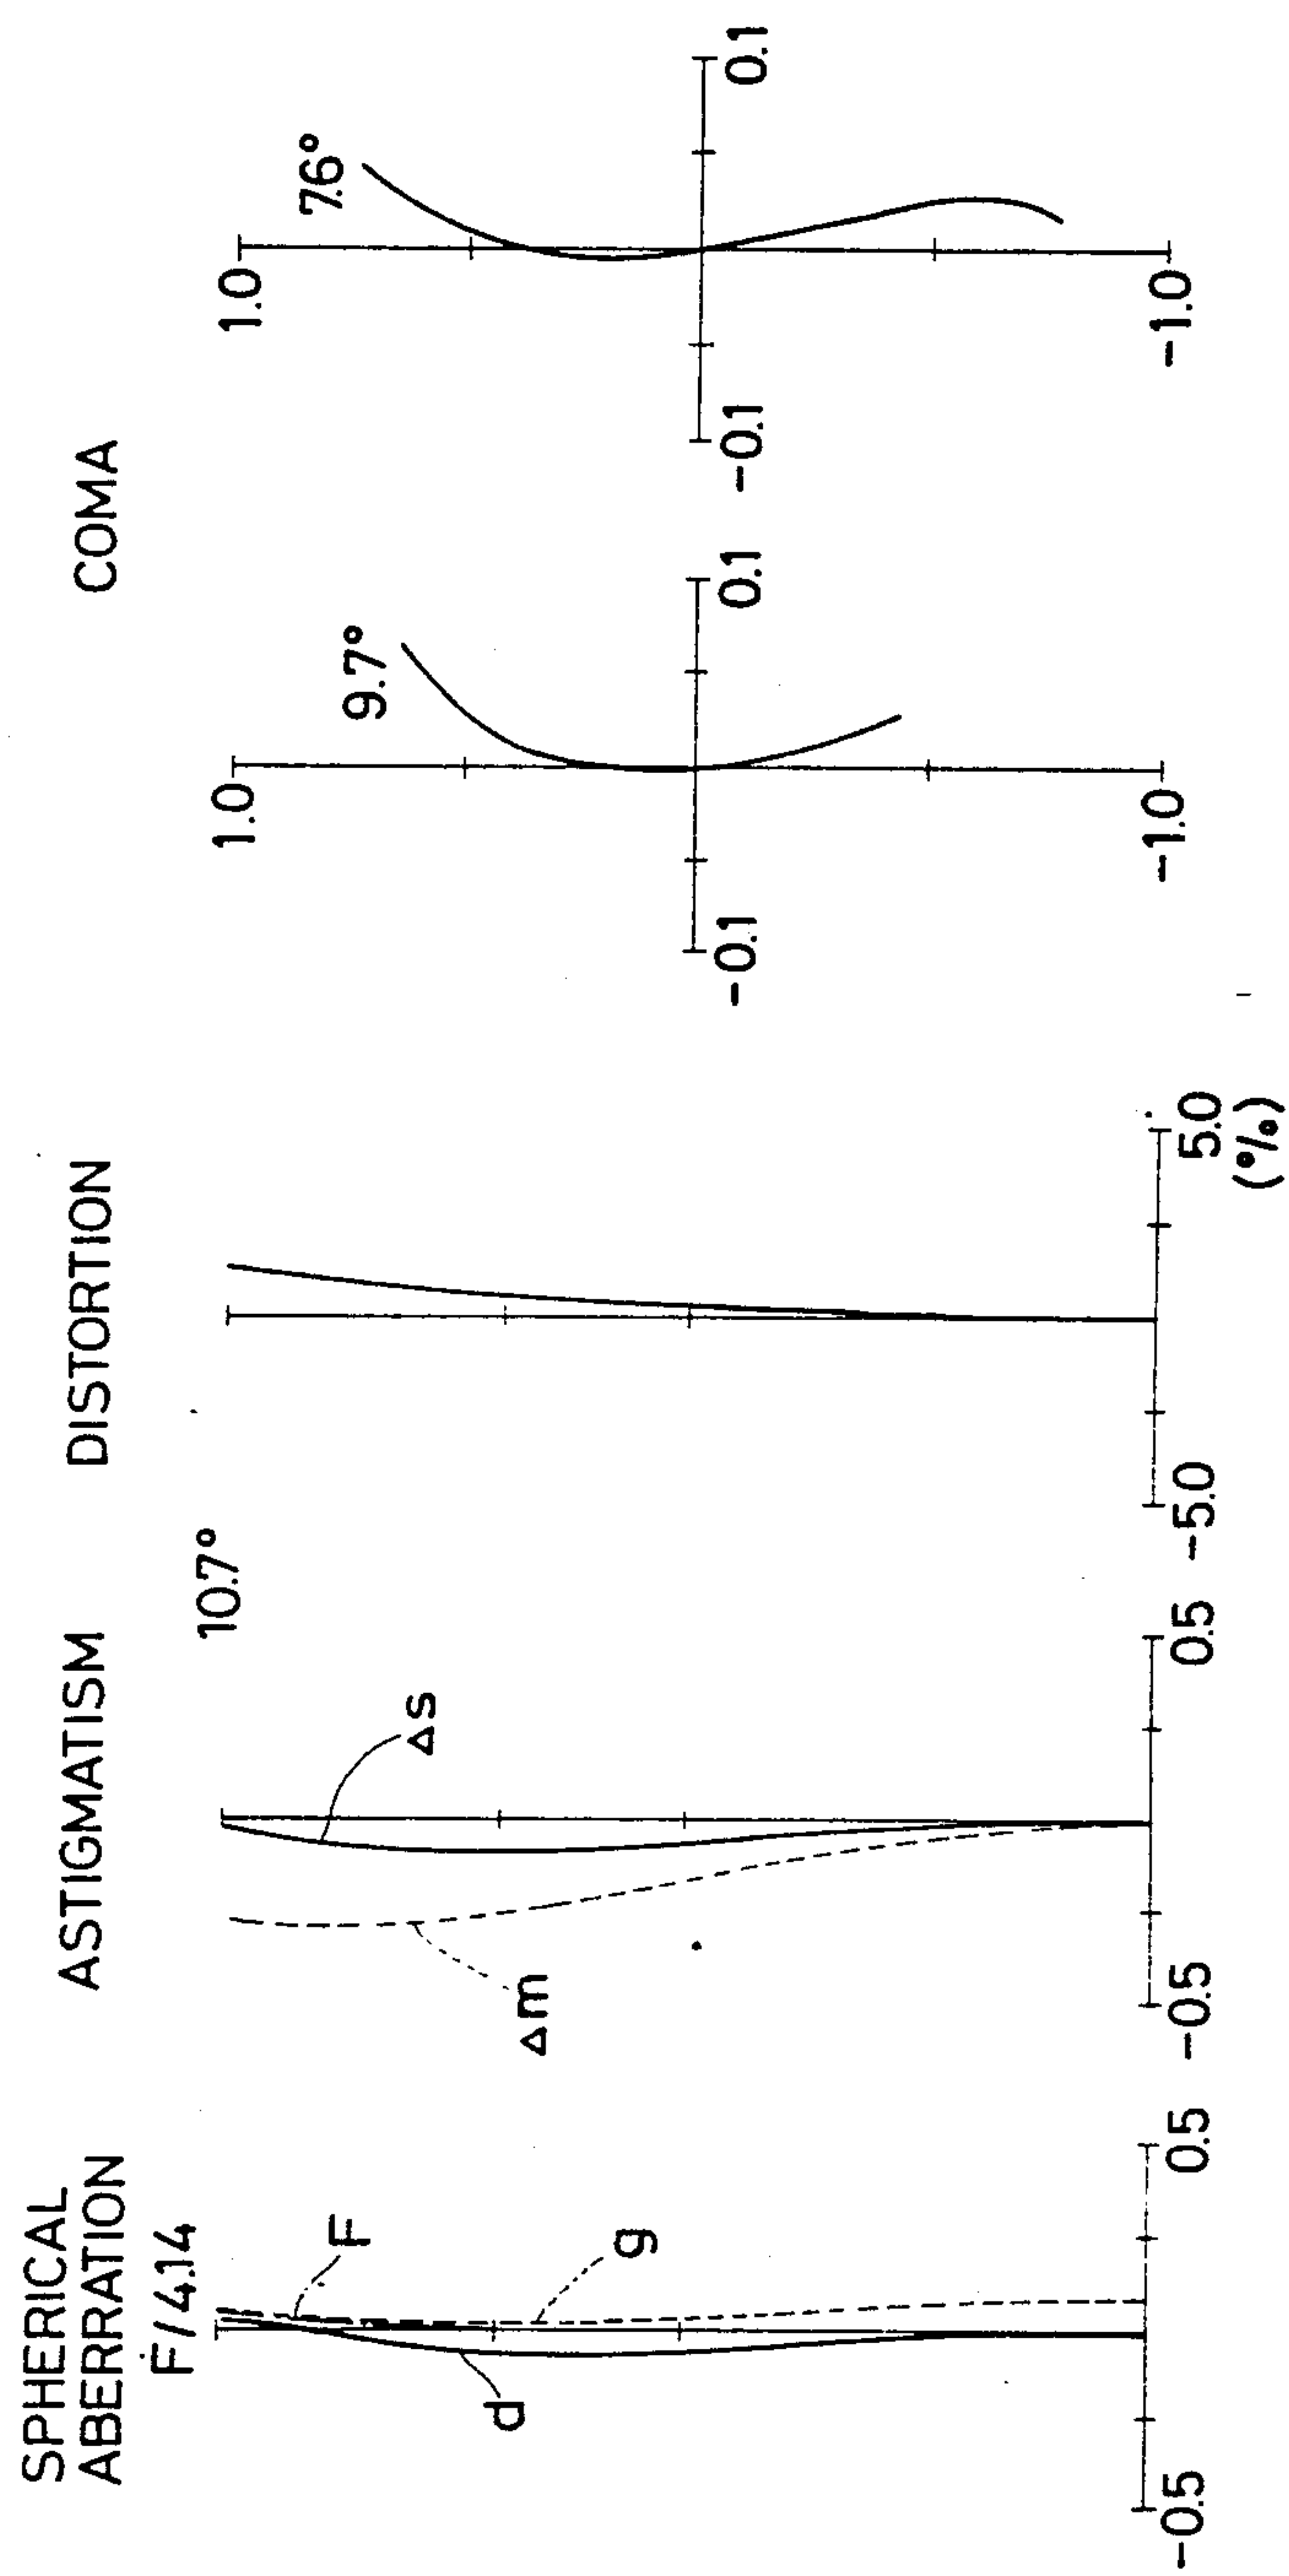 SPHERICAL
ABERRATION
F/4.14
F
g
d
0.5
-0.5
ASTIGMATISM
10.7°
Δs
Δm
0.5
-0.5
DISTORTION
5.0
(%)
-5.0
COMA
9.7°
1.0
0.1
-0.1
-1.0
7.6°
1.0
0.1
-0.1
-1.0